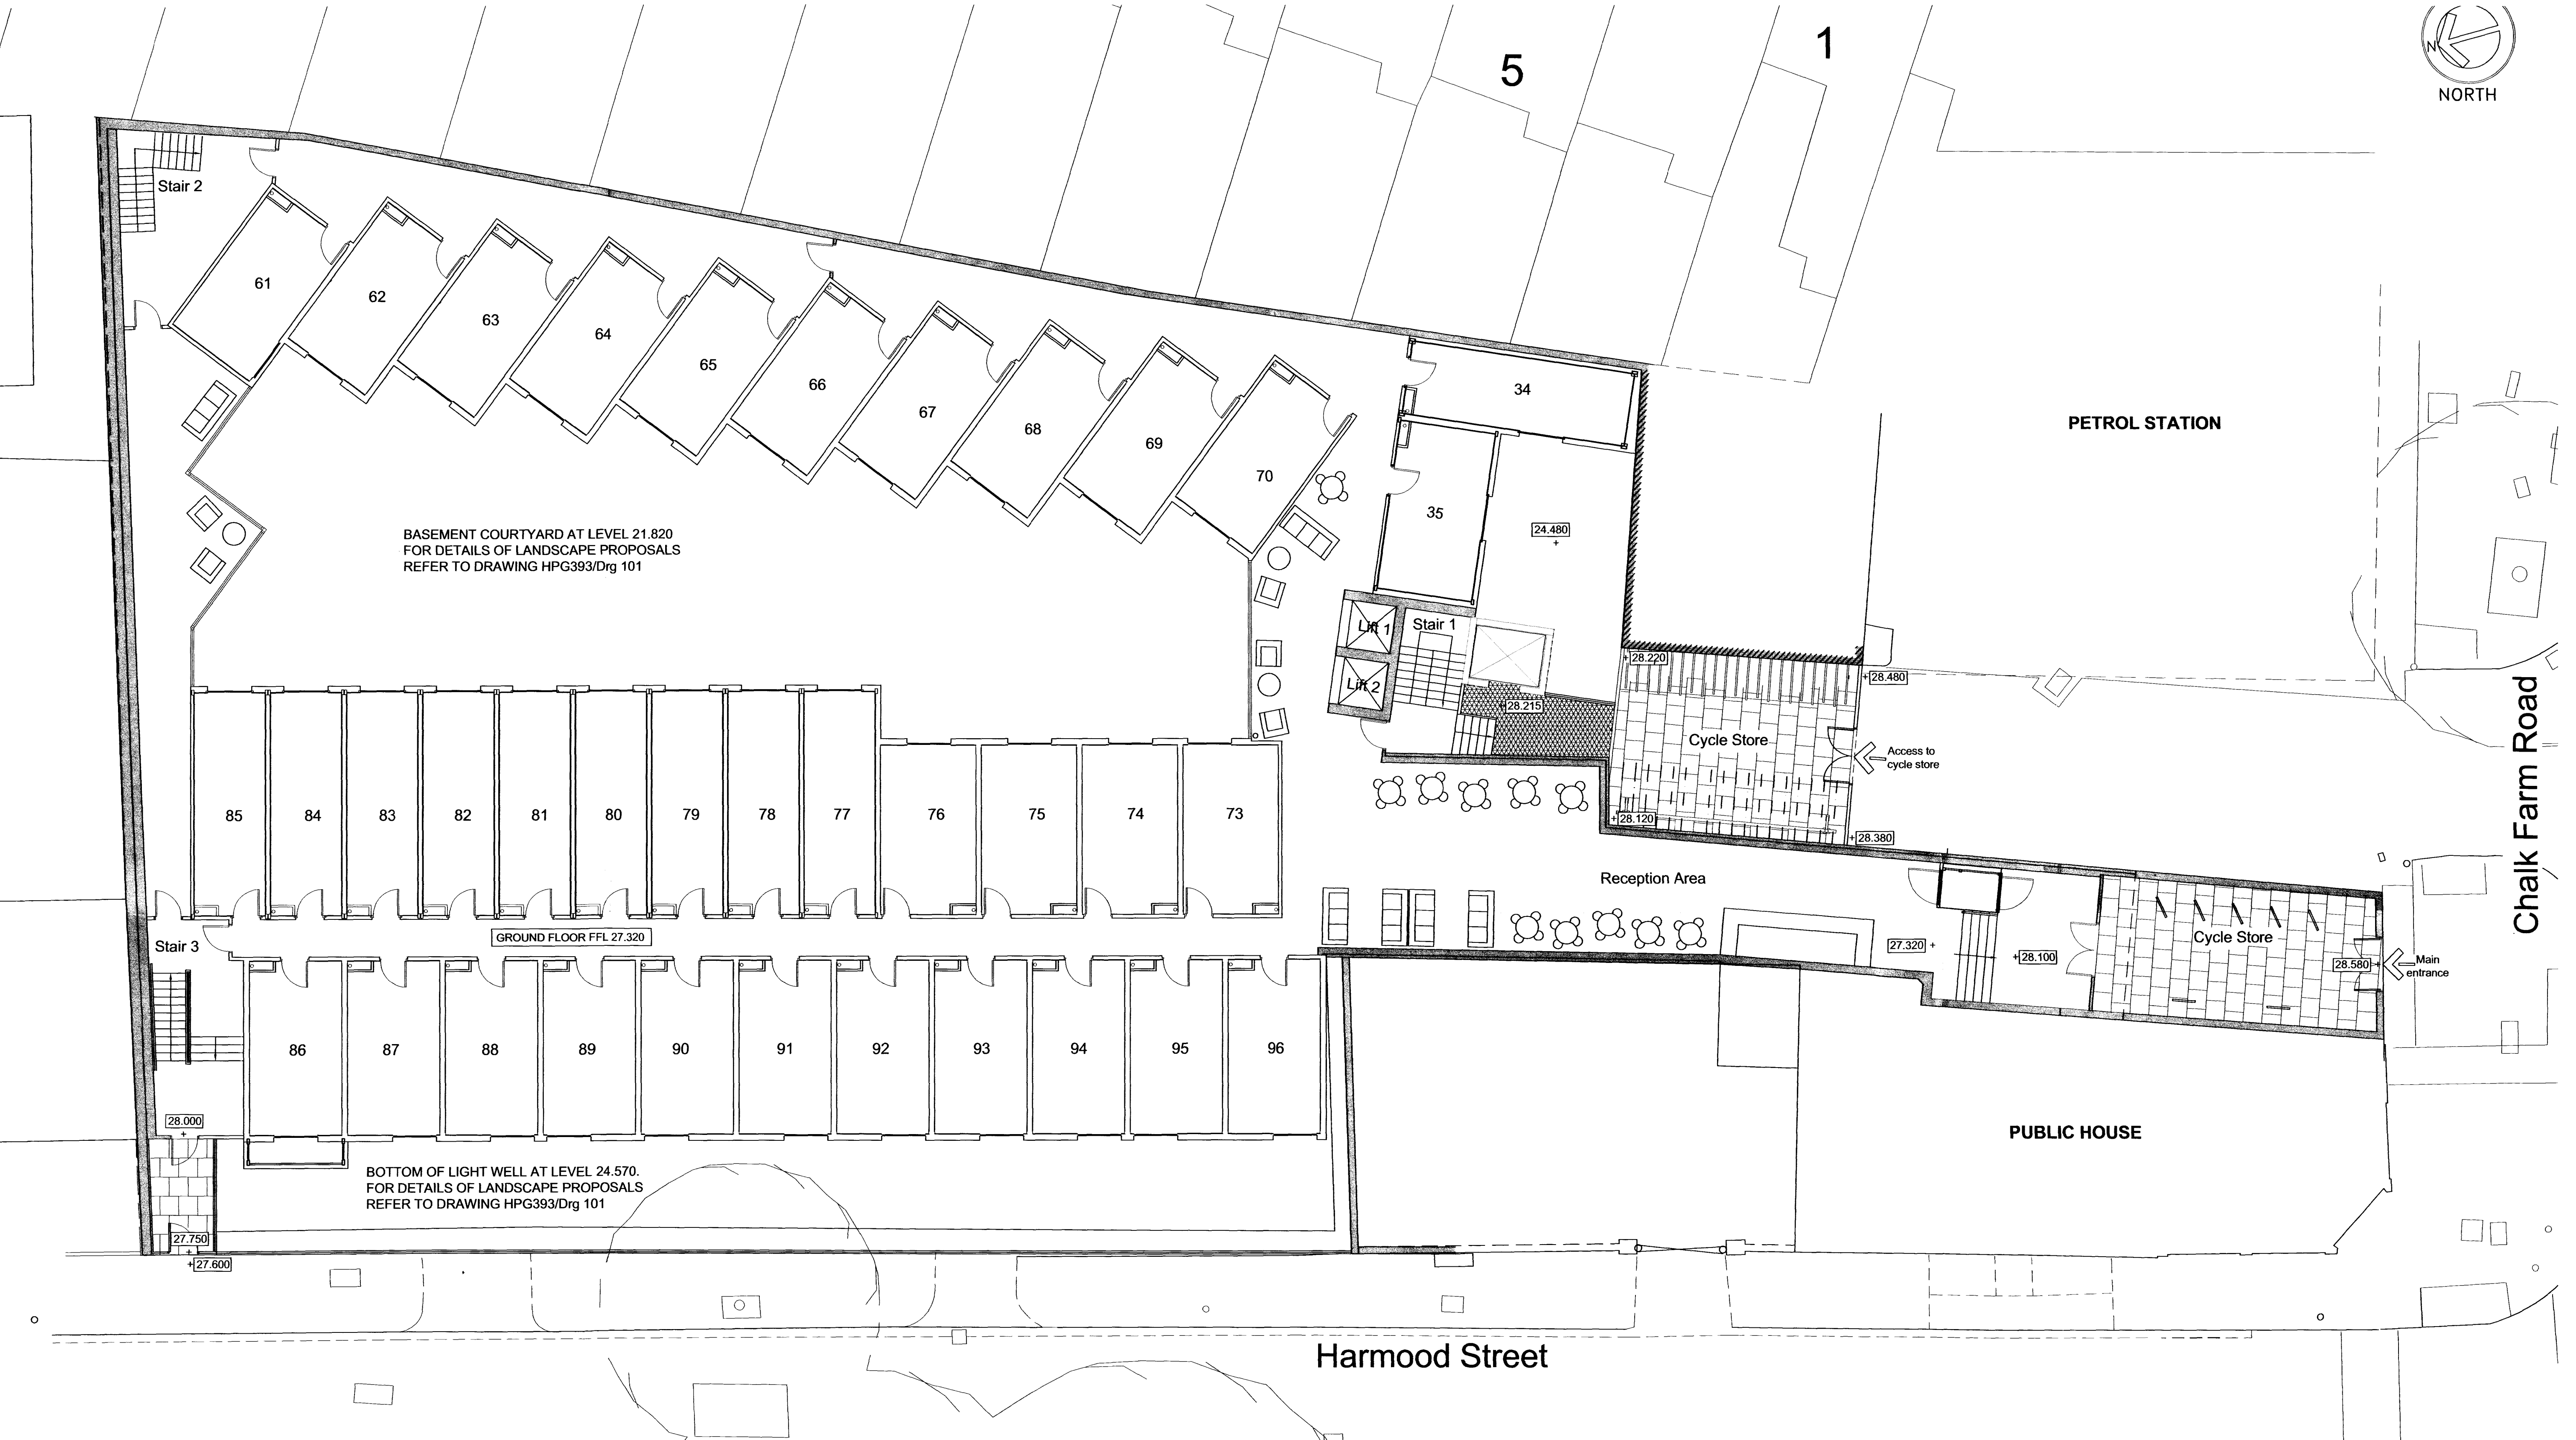 1
5
N
NORTH
Stair 2
61
62
63
64
65
66
67
68
69
70
34
35
PETROL STATION
BASEMENT COURTYARD AT LEVEL 21.820
FOR DETAILS OF LANDSCAPE PROPOSALS
REFER TO DRAWING HPG393/Drg 101
24.480
Lift 1
Stair 1
Lift 2
28.220
28.480
28.215
Cycle Store
Access to
cycle store
28.120
28.380
Chalk Farm Road
85
84
83
82
81
80
79
78
77
76
75
74
73
Reception Area
Stair 3
GROUND FLOOR FFL 27.320
27.320
28.100
Cycle Store
28.580
Main
entrance
86
87
88
89
90
91
92
93
94
95
96
28.000
PUBLIC HOUSE
BOTTOM OF LIGHT WELL AT LEVEL 24.570.
FOR DETAILS OF LANDSCAPE PROPOSALS
REFER TO DRAWING HPG393/Drg 101
27.750
27.600
Harmood Street